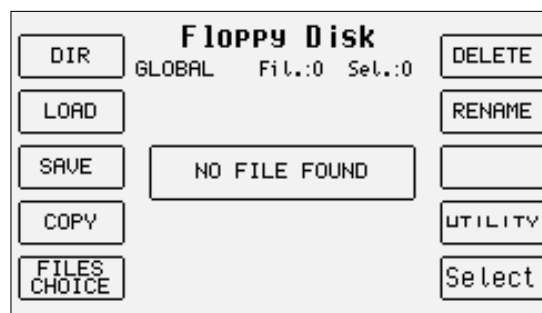 Floppy Disk
GLOBAL Fil.:0 Sel.:0
DIR
LOAD
SAVE
COPY
FILES
CHOICE
NO FILE FOUND
DELETE
RENAME
UTILITY
Select